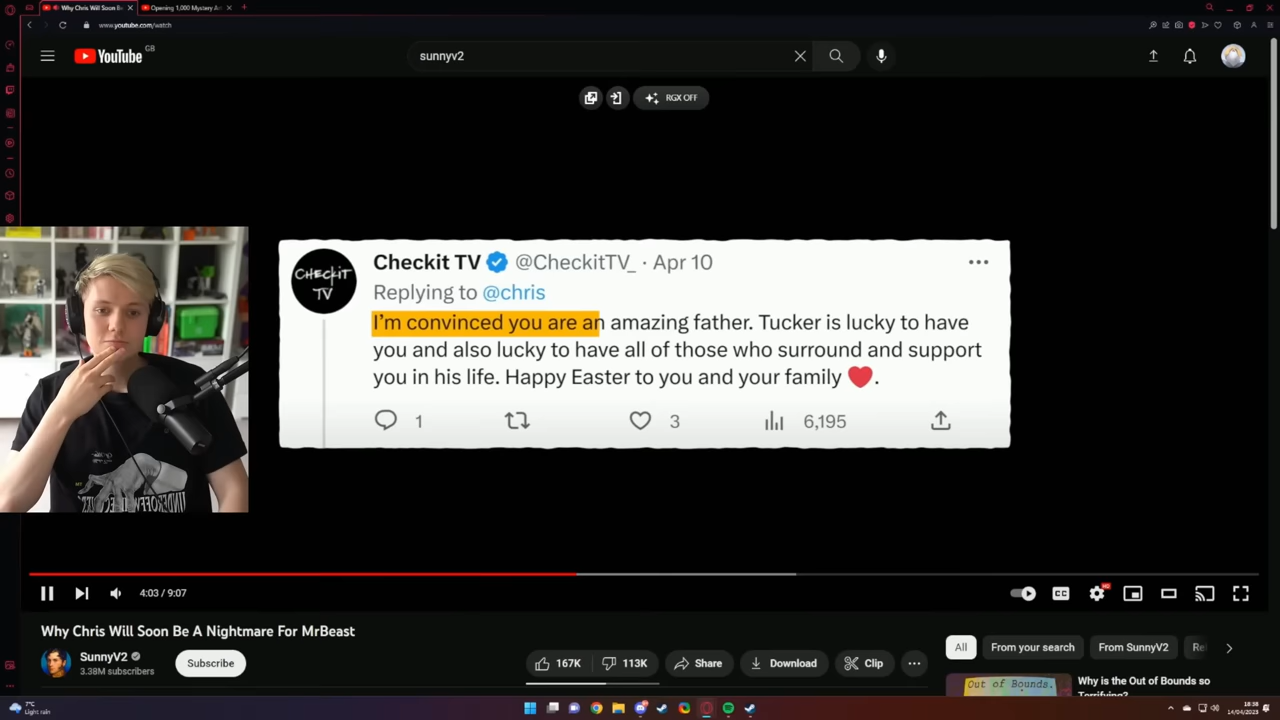 Why Chris Will Soon Be
Opening 1,000 Mystery
www.youtube.com/watch
YouTube GB
sunnyv2
RGX OFF
CHECKIT
TV
Checkit TV @CheckitTV_ · Apr 10
Replying to @chris
I'm convinced you are an amazing father. Tucker is lucky to have
you and also lucky to have all of those who surround and support
you in his life. Happy Easter to you and your family ❤️.
1 3 6,195
4:03 / 9:07
CC
HD
Why Chris Will Soon Be A Nightmare For MrBeast
SunnyV2
3.38M subscribers
Subscribe
167K 113K Share Download Clip
All From your search From SunnyV2
Out of Bounds.
Why is the Out of Bounds so
Terrifying?
7°C
Light rain
18:38
14/04/2023